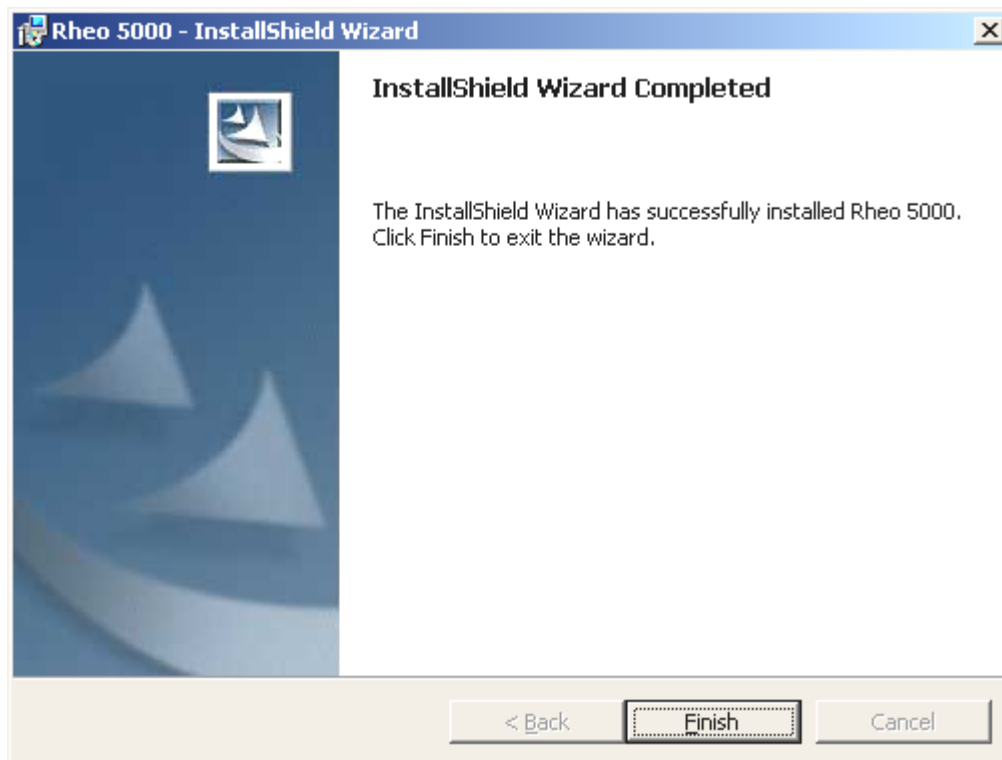 Rheo 5000 - InstallShield Wizard
InstallShield Wizard Completed
The InstallShield Wizard has successfully installed Rheo 5000.
Click Finish to exit the wizard.
< Back
Finish
Cancel